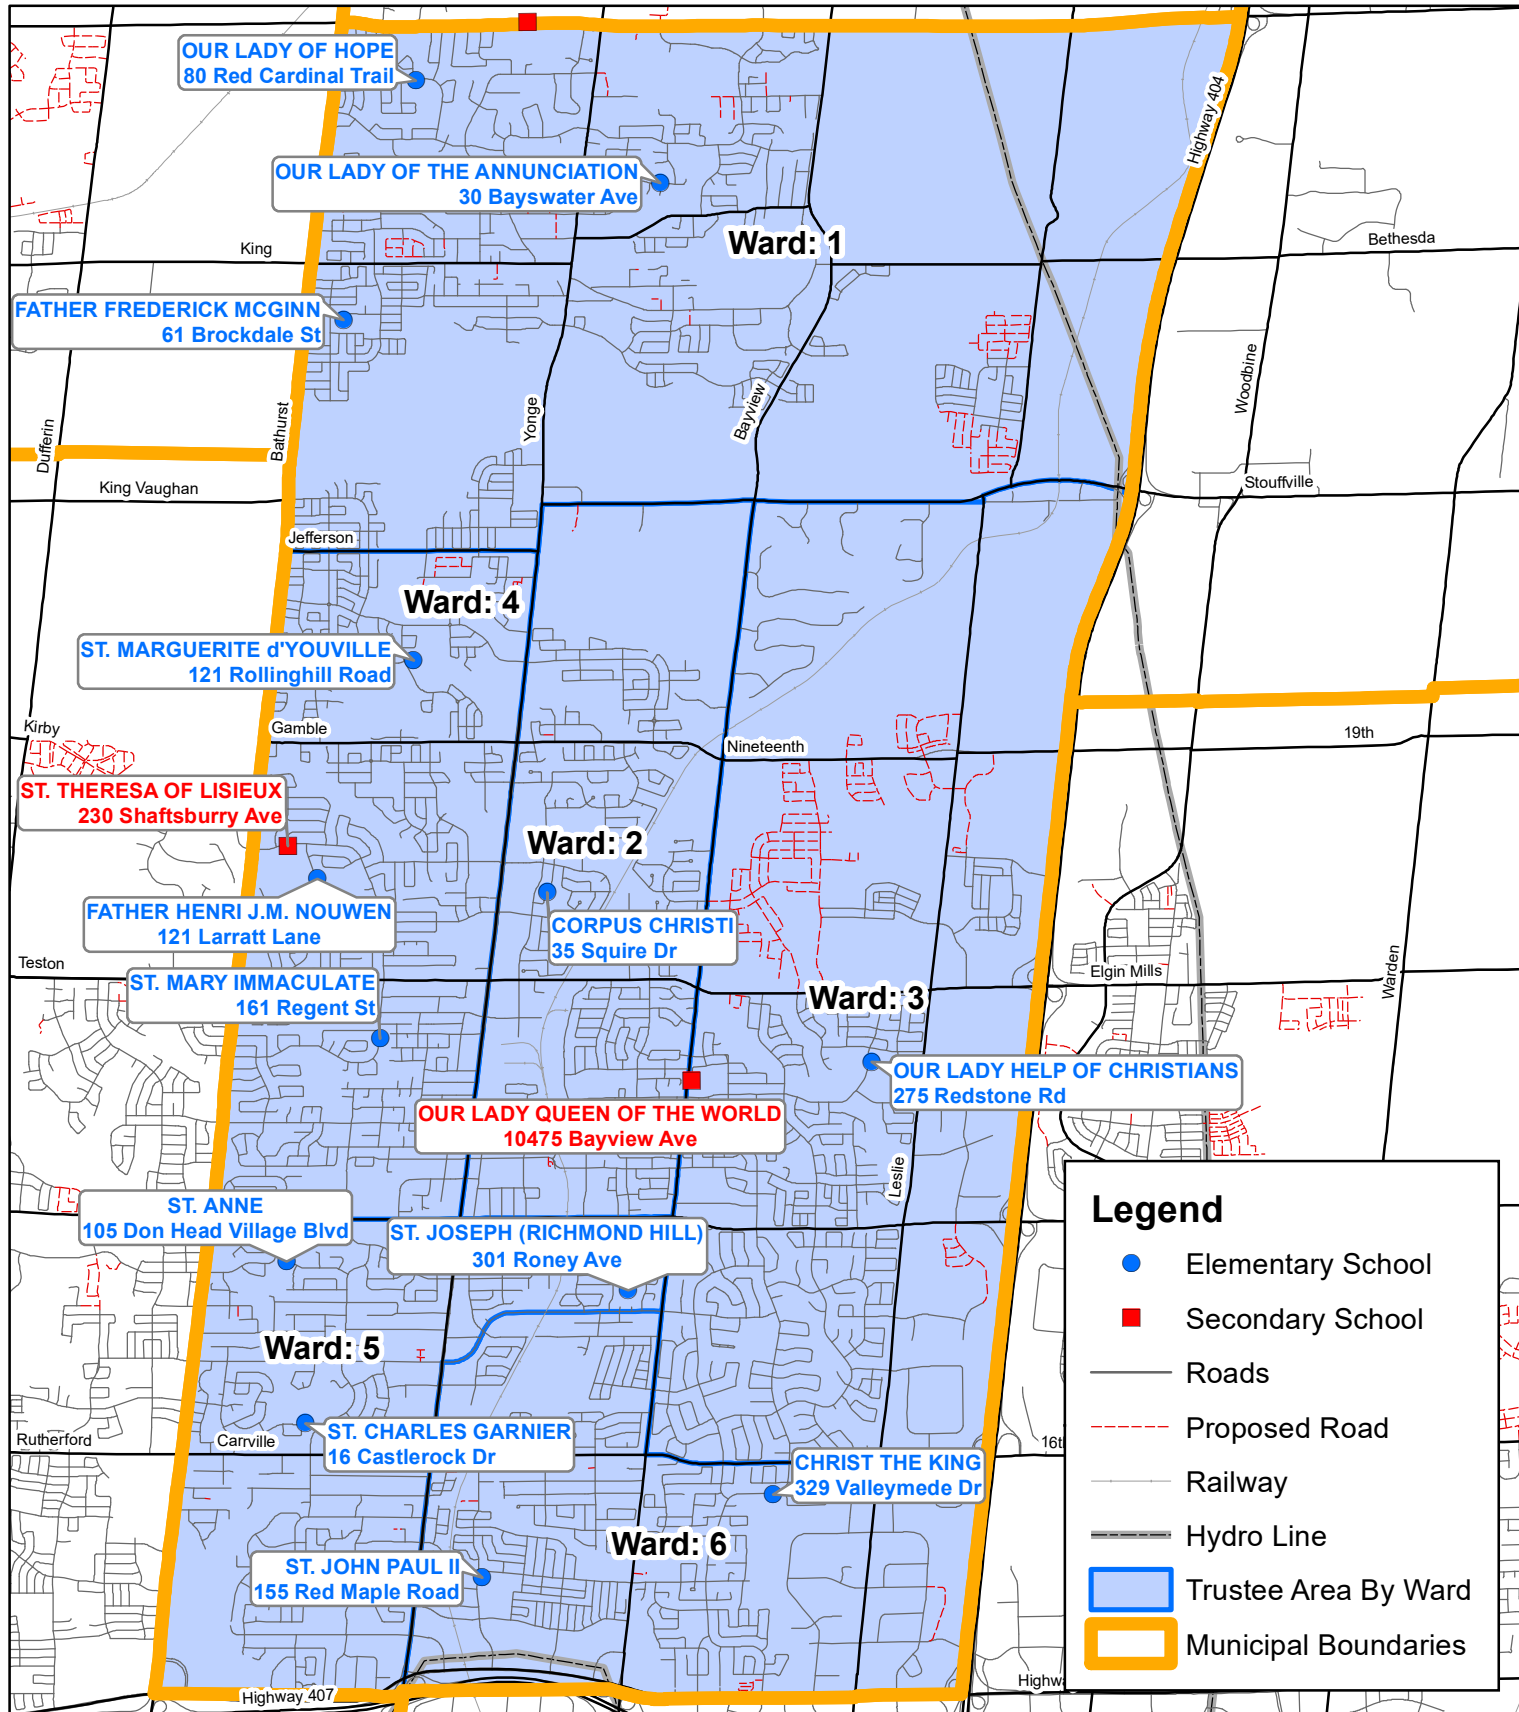 OUR LADY OF HOPE
80 Red Cardinal Trail
Highway 404
OUR LADY OF THE ANNUNCIATION
30 Bayswater Ave
Ward: 1
King
Bethesda
FATHER FREDERICK MCGINN
61 Brockdale St
Woodbine
Yonge
Bayview
Bathurst
Dufferin
King Vaughan
Stouffville
Jefferson
Ward: 4
ST. MARGUERITE d'YOUVILLE
121 Rollinghill Road
Kirby
Gamble
Nineteenth
19th
ST. THERESA OF LISIEUX
230 Shaftsburry Ave
Ward: 2
FATHER HENRI J.M. NOUWEN
121 Larratt Lane
CORPUS CHRISTI
35 Squire Dr
Teston
Elgin Mills
Warden
ST. MARY IMMACULATE
161 Regent St
Ward: 3
OUR LADY HELP OF CHRISTIANS
275 Redstone Rd
OUR LADY QUEEN OF THE WORLD
10475 Bayview Ave
Leslie
ST. ANNE
105 Don Head Village Blvd
ST. JOSEPH (RICHMOND HILL)
301 Roney Ave
Ward: 5
ST. CHARLES GARNIER
16 Castlerock Dr
Rutherford
Carrville
16t
CHRIST THE KING
329 Valleymede Dr
Ward: 6
ST. JOHN PAUL II
155 Red Maple Road
Highway 407
Highw
Legend
Elementary School
Secondary School
Roads
Proposed Road
Railway
Hydro Line
Trustee Area By Ward
Municipal Boundaries